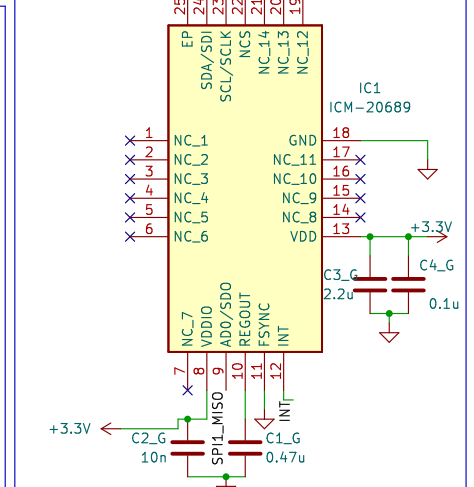 25
24
23
22
21
20
19
EP
SDA/SDI
SCL/SCLK
NCS
NC_14
NC_13
NC_12
IC1
ICM-20689
1 NC_1
2 NC_2
3 NC_3
4 NC_4
5 NC_5
6 NC_6
GND 18
NC_11 17
NC_10 16
NC_9 15
NC_8 14
VDD 13
+3.3V
C3_G
2.2u
C4_G
0.1u
NC_7
VDDIO
AD0/SDO
REGOUT
FSYNC
INT
7
8
9
10
11
12
SPI1_MISO
INT
+3.3V
C2_G
10n
C1_G
0.47u